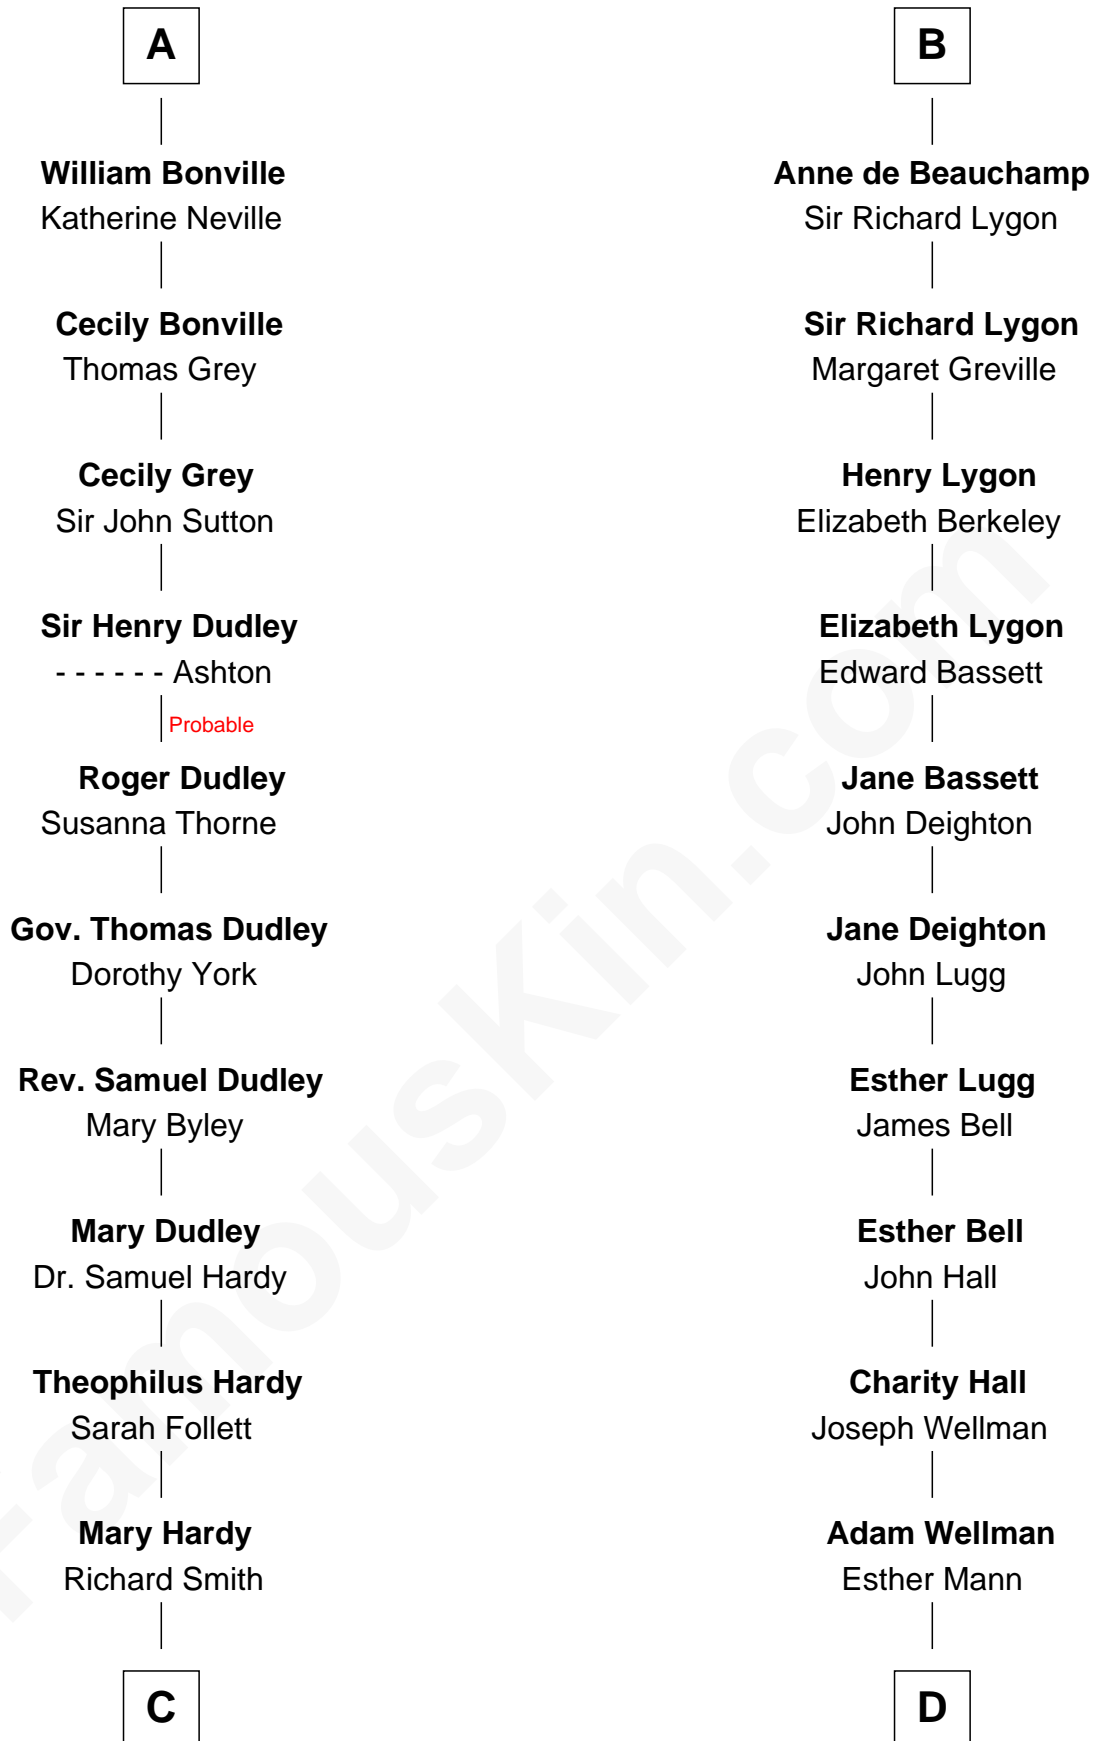 A
William Bonville
Katherine Neville
Cecily Bonville
Thomas Grey
Cecily Grey
Sir John Sutton
Sir Henry Dudley
- - - - - - Ashton
Probable
Roger Dudley
Susanna Thorne
Gov. Thomas Dudley
Dorothy York
Rev. Samuel Dudley
Mary Byley
Mary Dudley
Dr. Samuel Hardy
Theophilus Hardy
Sarah Follett
Mary Hardy
Richard Smith
C
B
Anne de Beauchamp
Sir Richard Lygon
Sir Richard Lygon
Margaret Greville
Henry Lygon
Elizabeth Berkeley
Elizabeth Lygon
Edward Bassett
Jane Bassett
John Deighton
Jane Deighton
John Lugg
Esther Lugg
James Bell
Esther Bell
John Hall
Charity Hall
Joseph Wellman
Adam Wellman
Esther Mann
D
FamousKin.com